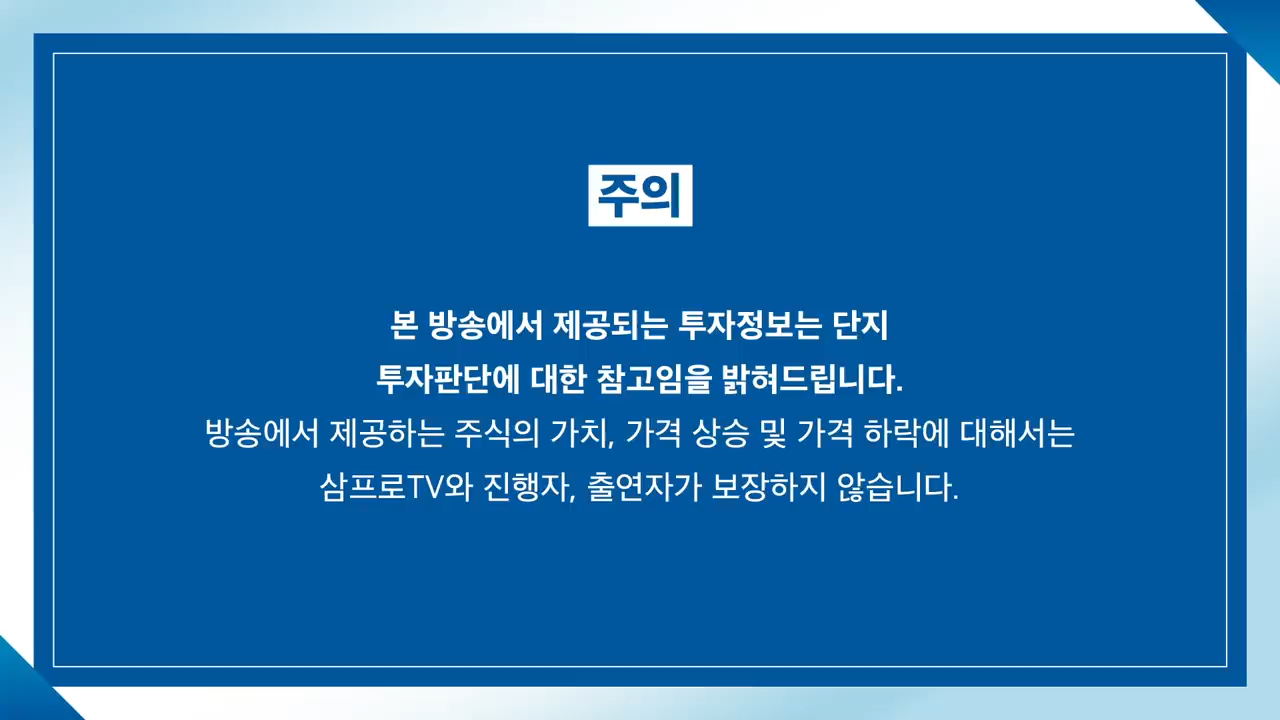 주의
본 방송에서 제공되는 투자정보는 단지
투자판단에 대한 참고임을 밝혀드립니다.
방송에서 제공하는 주식의 가치, 가격 상승 및 가격 하락에 대해서는
삼프로TV와 진행자, 출연자가 보장하지 않습니다.